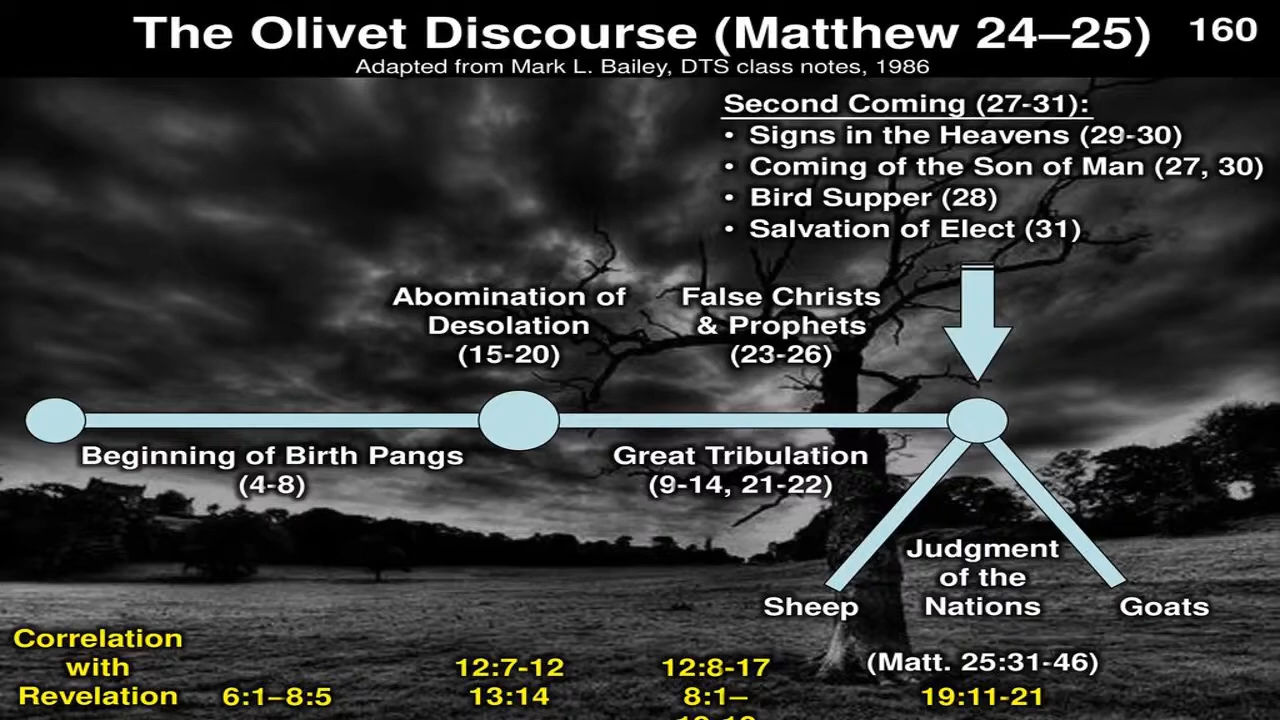 The Olivet Discourse (Matthew 24–25)
160
Adapted from Mark L. Bailey, DTS class notes, 1986
Second Coming (27-31):
• Signs in the Heavens (29-30)
• Coming of the Son of Man (27, 30)
• Bird Supper (28)
• Salvation of Elect (31)
Abomination of
Desolation
(15-20)
False Christs
& Prophets
(23-26)
Beginning of Birth Pangs
(4-8)
Great Tribulation
(9-14, 21-22)
Judgment
of the
Nations
Sheep
Goats
(Matt. 25:31-46)
Correlation
with
Revelation
6:1–8:5
12:7-12
13:14
12:8-17
8:1–
19:11-21